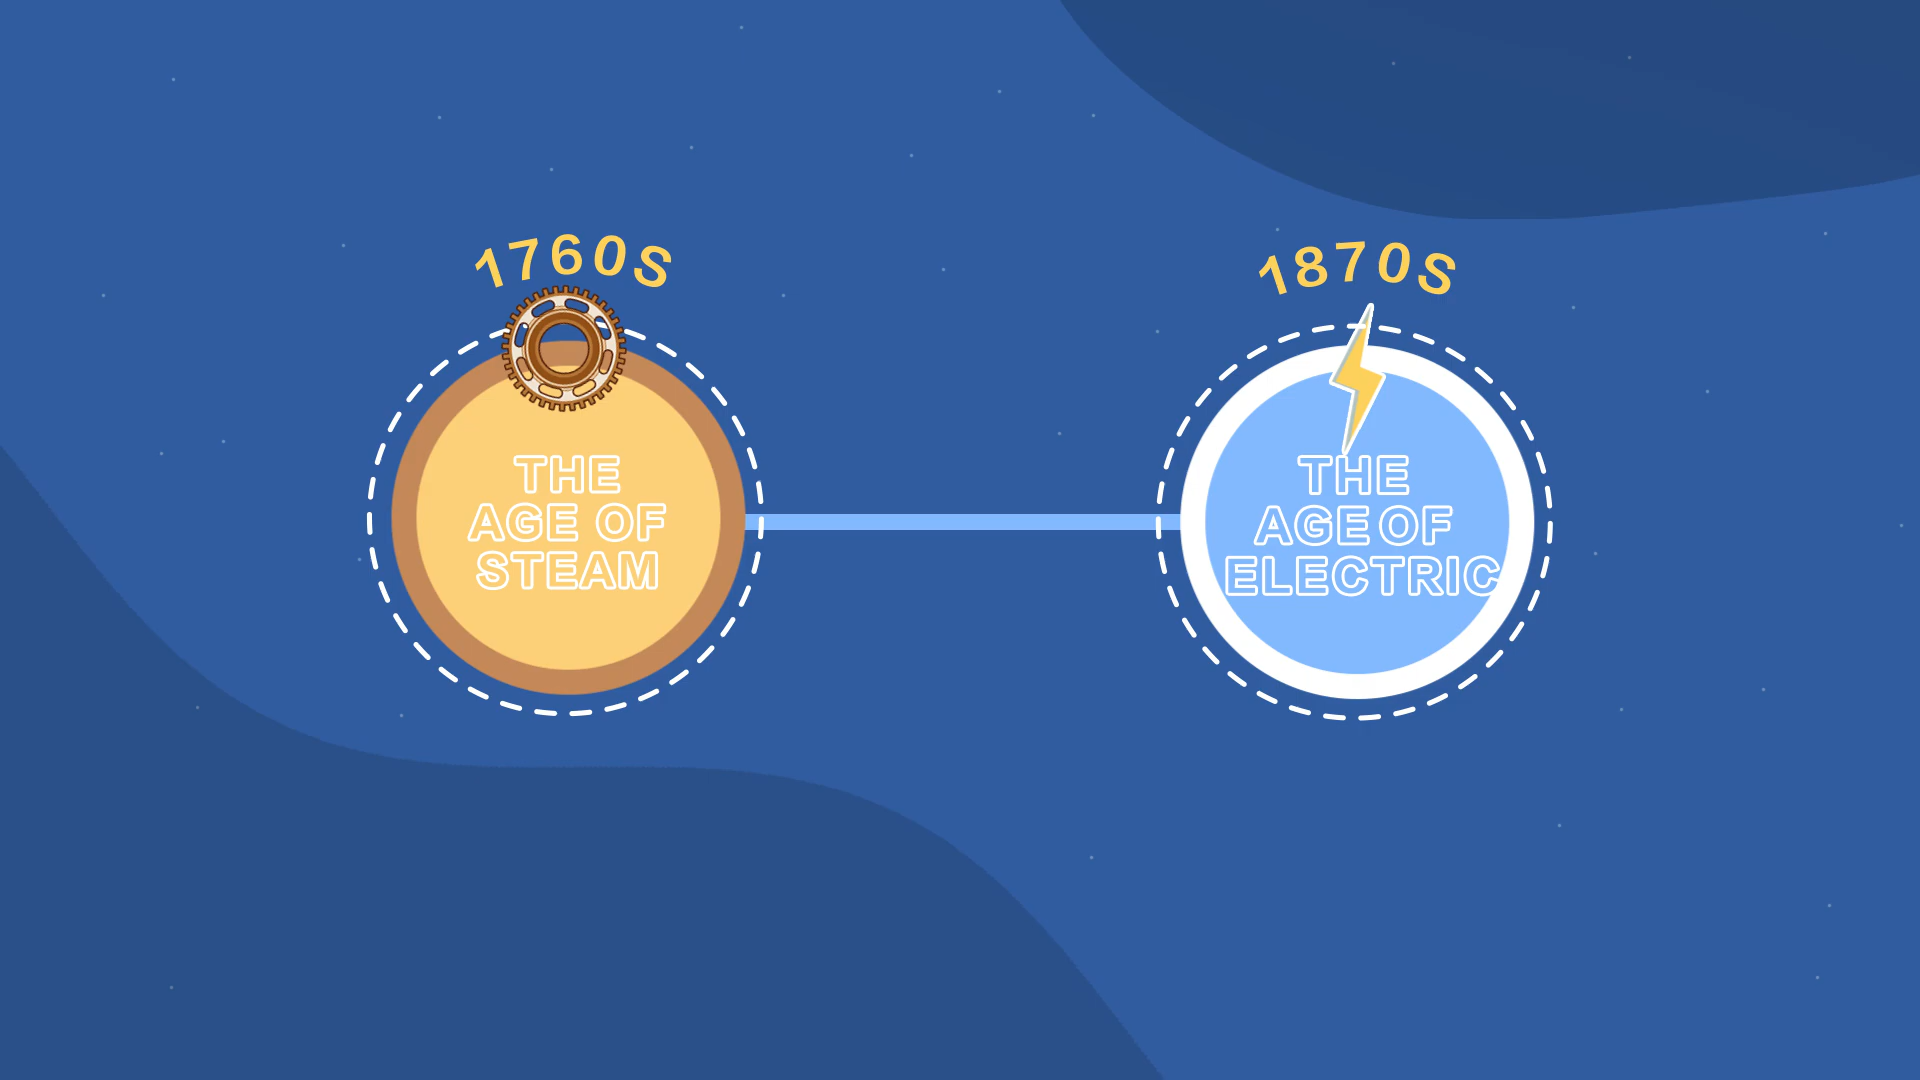 1760S
THE
AGE OF
STEAM
1870S
THE
AGE OF
ELECTRIC